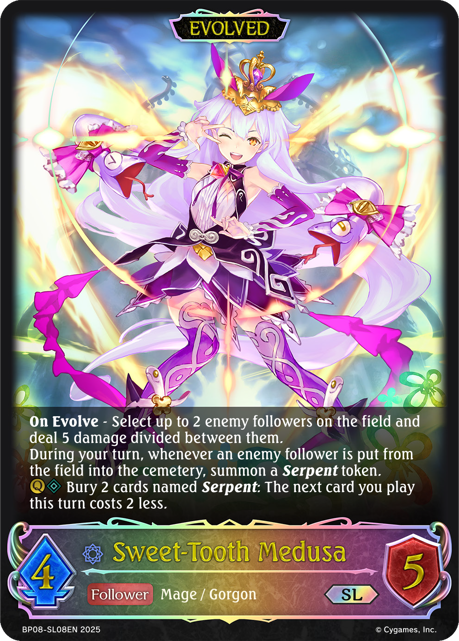 EVOLVED
On Evolve - Select up to 2 enemy followers on the field and
deal 5 damage divided between them.
During your turn, whenever an enemy follower is put from
the field into the cemetery, summon a Serpent token.
Q Bury 2 cards named Serpent: The next card you play
this turn costs 2 less.
4
Sweet-Tooth Medusa
5
Follower
Mage / Gorgon
SL
BP08-SL08EN 2025
© Cygames, Inc.